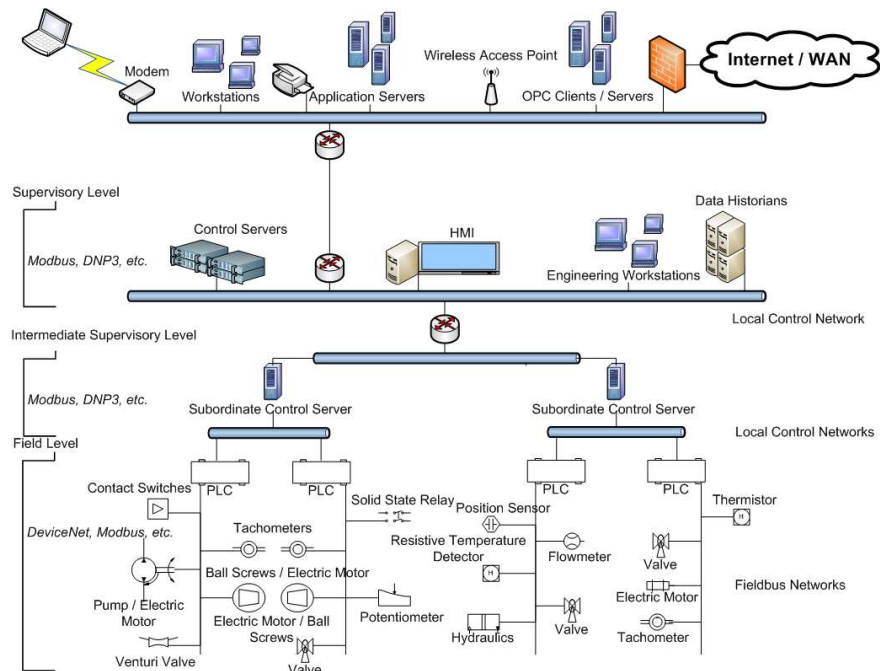 Modem
Workstations
Application Servers
Wireless Access Point
OPC Clients / Servers
Internet / WAN
Supervisory Level
Control Servers
HMI
Data Historians
Modbus, DNP3, etc.
Engineering Workstations
Local Control Network
Intermediate Supervisory Level
Modbus, DNP3, etc.
Subordinate Control Server
Subordinate Control Server
Local Control Networks
Field Level
PLC
PLC
PLC
PLC
Contact Switches
Solid State Relay
Position Sensor
Thermistor
DeviceNet, Modbus, etc.
Tachometers
Resistive Temperature
Detector
H
H
Flowmeter
Valve
Ball Screws / Electric Motor
Electric Motor
Fieldbus Networks
Pump / Electric
Motor
Electric Motor / Ball
Screws
Potentiometer
Hydraulics
Valve
Tachometer
Venturi Valve
Valve